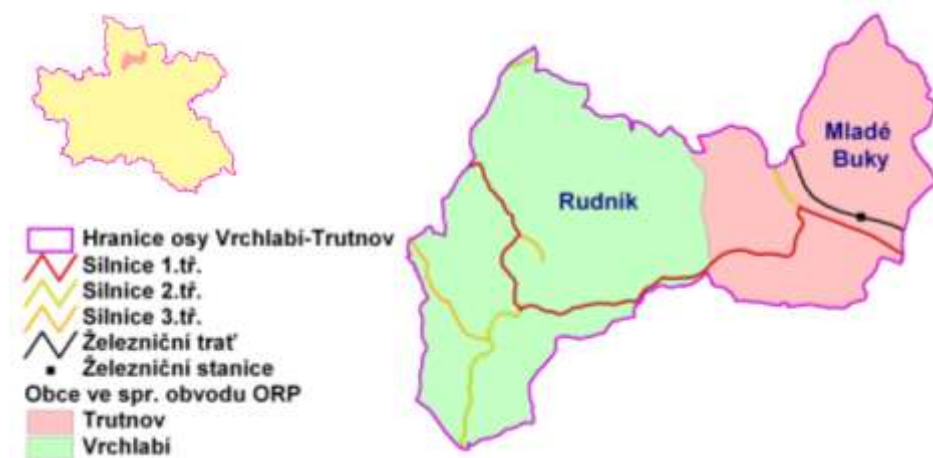 Mladé
Buky
Rudník
Hranice osy Vrchlabí-Trutnov
Silnice 1.tř.
Silnice 2.tř.
Silnice 3.tř.
Železniční trať
Železniční stanice
Obce ve spr. obvodu ORP
Trutnov
Vrchlabí